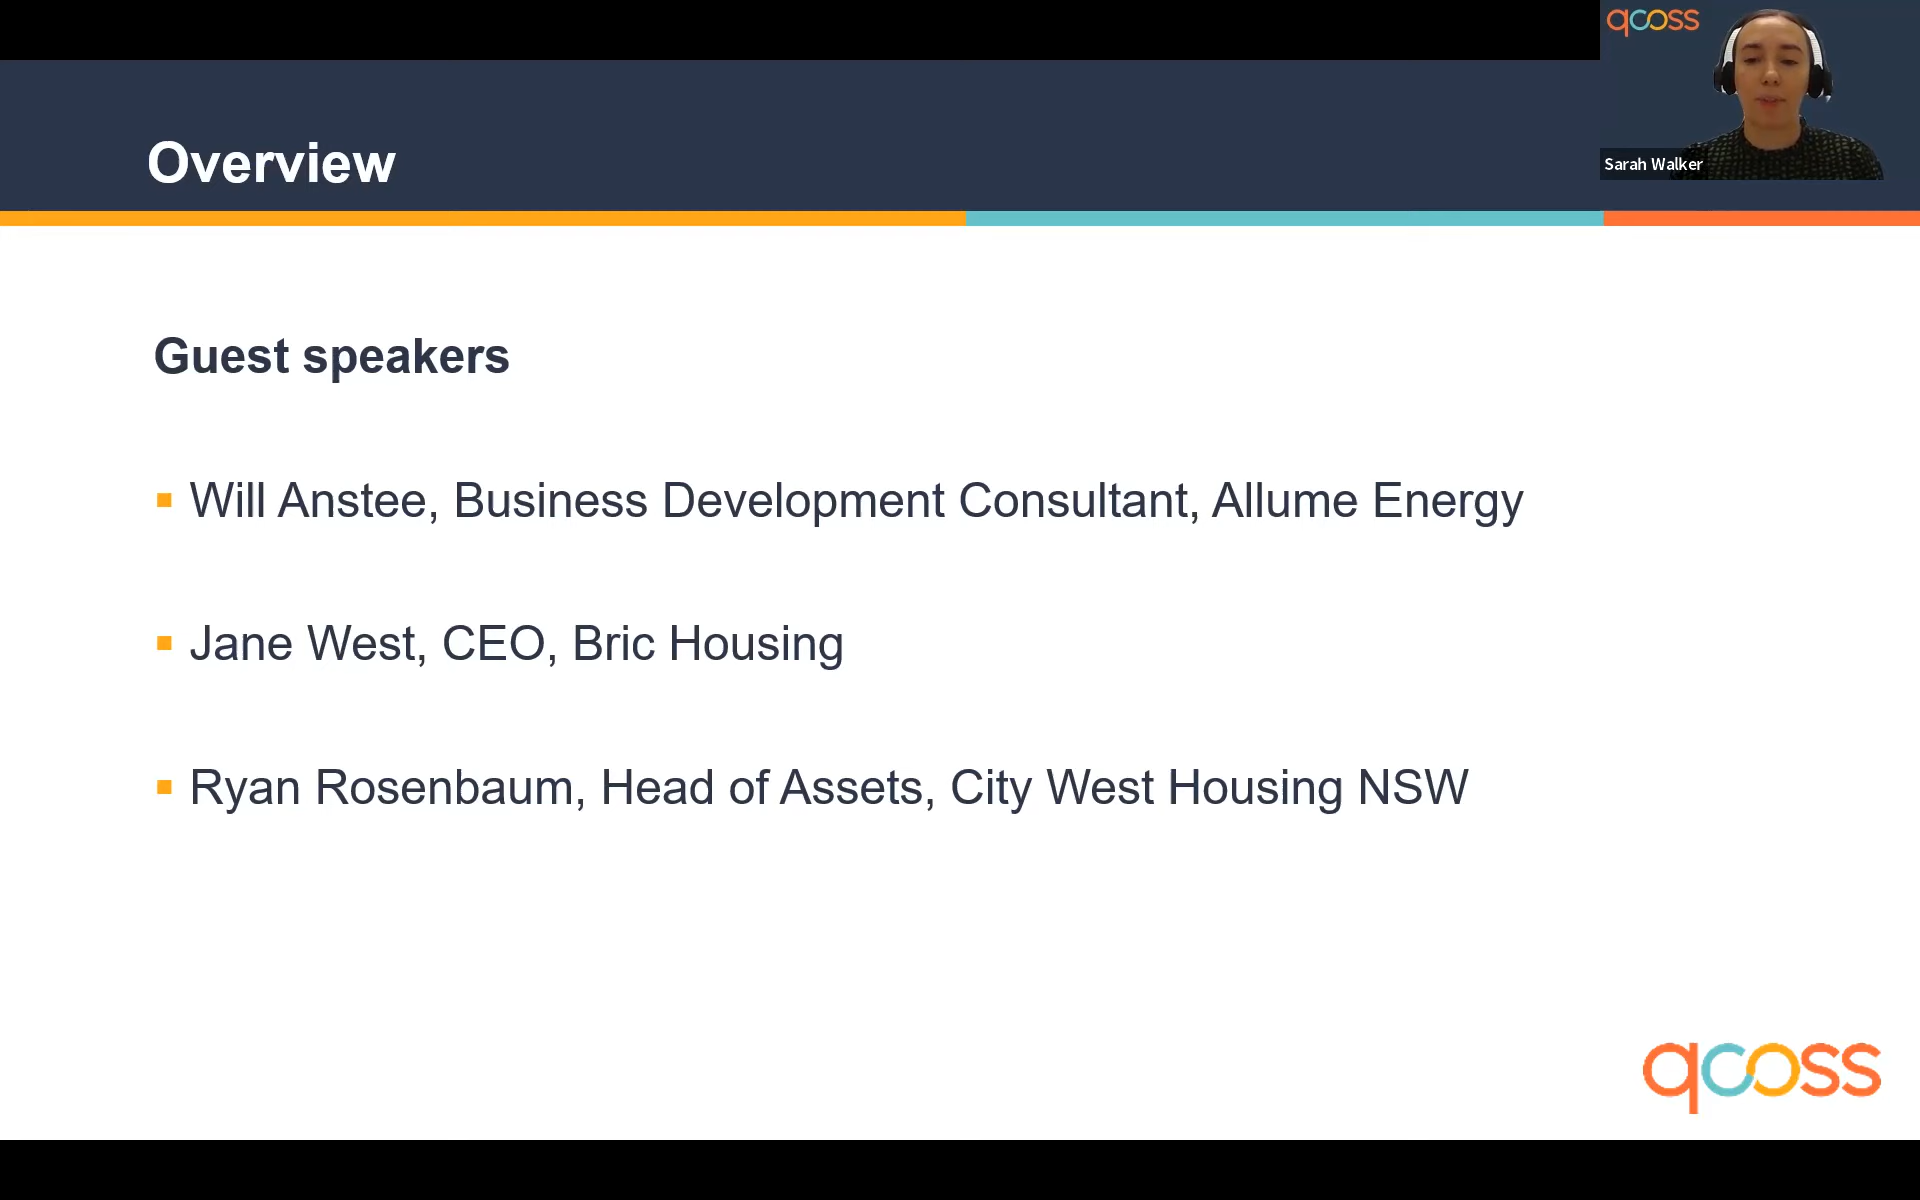 qcoss
Sarah Walker
Overview
Guest speakers
Will Anstee, Business Development Consultant, Allume Energy
Jane West, CEO, Bric Housing
Ryan Rosenbaum, Head of Assets, City West Housing NSW
qcoss